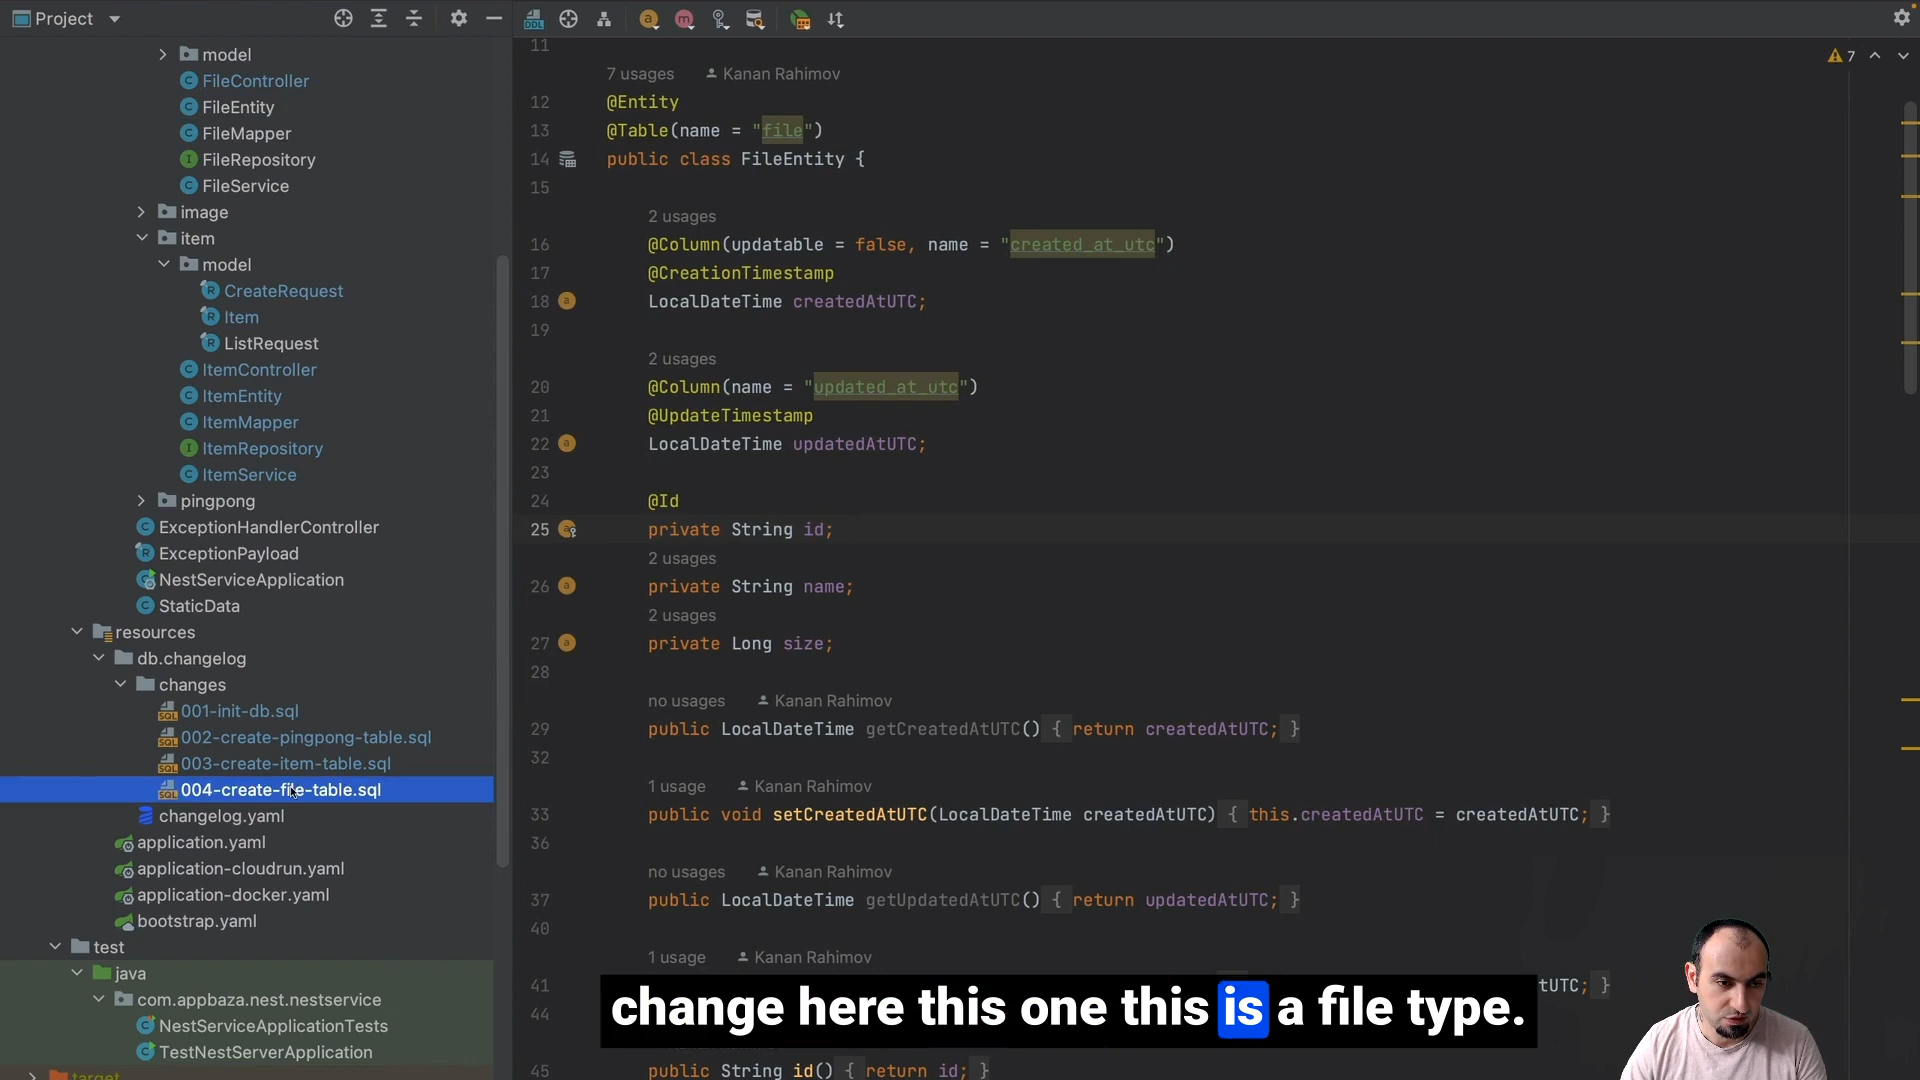 Project
model
FileController
FileEntity
FileMapper
FileRepository
FileService
image
item
model
CreateRequest
Item
ListRequest
ItemController
ItemEntity
ItemMapper
ItemRepository
ItemService
pingpong
ExceptionHandlerController
ExceptionPayload
NestServiceApplication
StaticData
resources
db.changelog
changes
001-init-db.sql
002-create-pingpong-table.sql
003-create-item-table.sql
004-create-file-table.sql
changelog.yaml
application.yaml
application-cloudrun.yaml
application-docker.yaml
bootstrap.yaml
test
java
com.appbaza.nest.nestservice
NestServiceApplicationTests
TestNestServerApplication
target
7
11
7 usages Kanan Rahimov
12 @Entity
13 @Table(name = "file")
14 public class FileEntity {
15
2 usages
16 @Column(updatable = false, name = "created_at_utc")
17 @CreationTimestamp
18 LocalDateTime createdAtUTC;
19
2 usages
20 @Column(name = "updated_at_utc")
21 @UpdateTimestamp
22 LocalDateTime updatedAtUTC;
23
24 @Id
25 private String id;
2 usages
26 private String name;
2 usages
27 private Long size;
28
no usages Kanan Rahimov
29 public LocalDateTime getCreatedAtUTC() { return createdAtUTC; }
32
1 usage Kanan Rahimov
33 public void setCreatedAtUTC(LocalDateTime createdAtUTC) { this.createdAtUTC = createdAtUTC; }
36
no usages Kanan Rahimov
37 public LocalDateTime getUpdatedAtUTC() { return updatedAtUTC; }
40
1 usage Kanan Rahimov
41 tUTC; }
44
45 public String id() { return id; }
change here this one this is a file type.